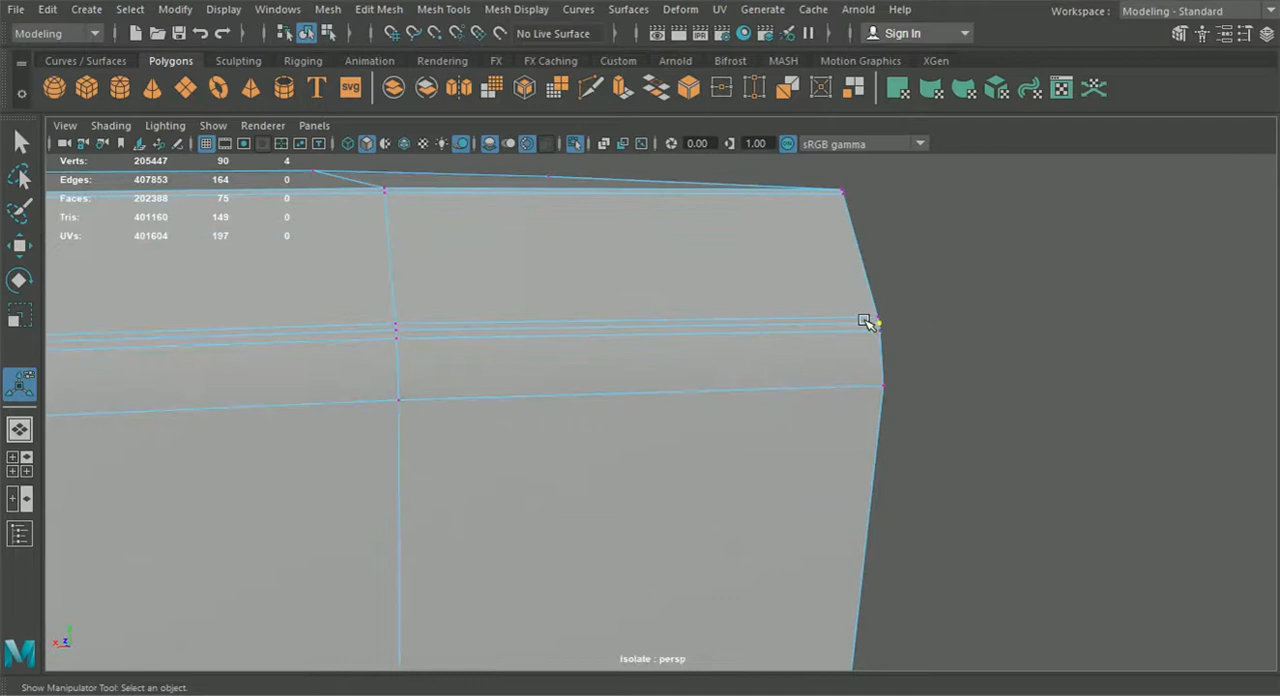 File Edit Create Select Modify Display Windows Mesh Edit Mesh Mesh Tools Mesh Display Curves Surfaces Deform UV Generate Cache Arnold Help Workspace : Modeling - Standard
Modeling No Live Surface Sign In
Curves / Surfaces Polygons Sculpting Rigging Animation Rendering FX FX Caching Custom Arnold Bifrost MASH Motion Graphics XGen
T svg
View Shading Lighting Show Renderer Panels
0.00 1.00 sRGB gamma
Verts: 205447 90 4
Edges: 407853 164 0
Faces: 202388 75 0
Tris: 401160 149 0
UVs: 401604 197 0
Isolate : persp
Show Manipulator Tool: Select an object.